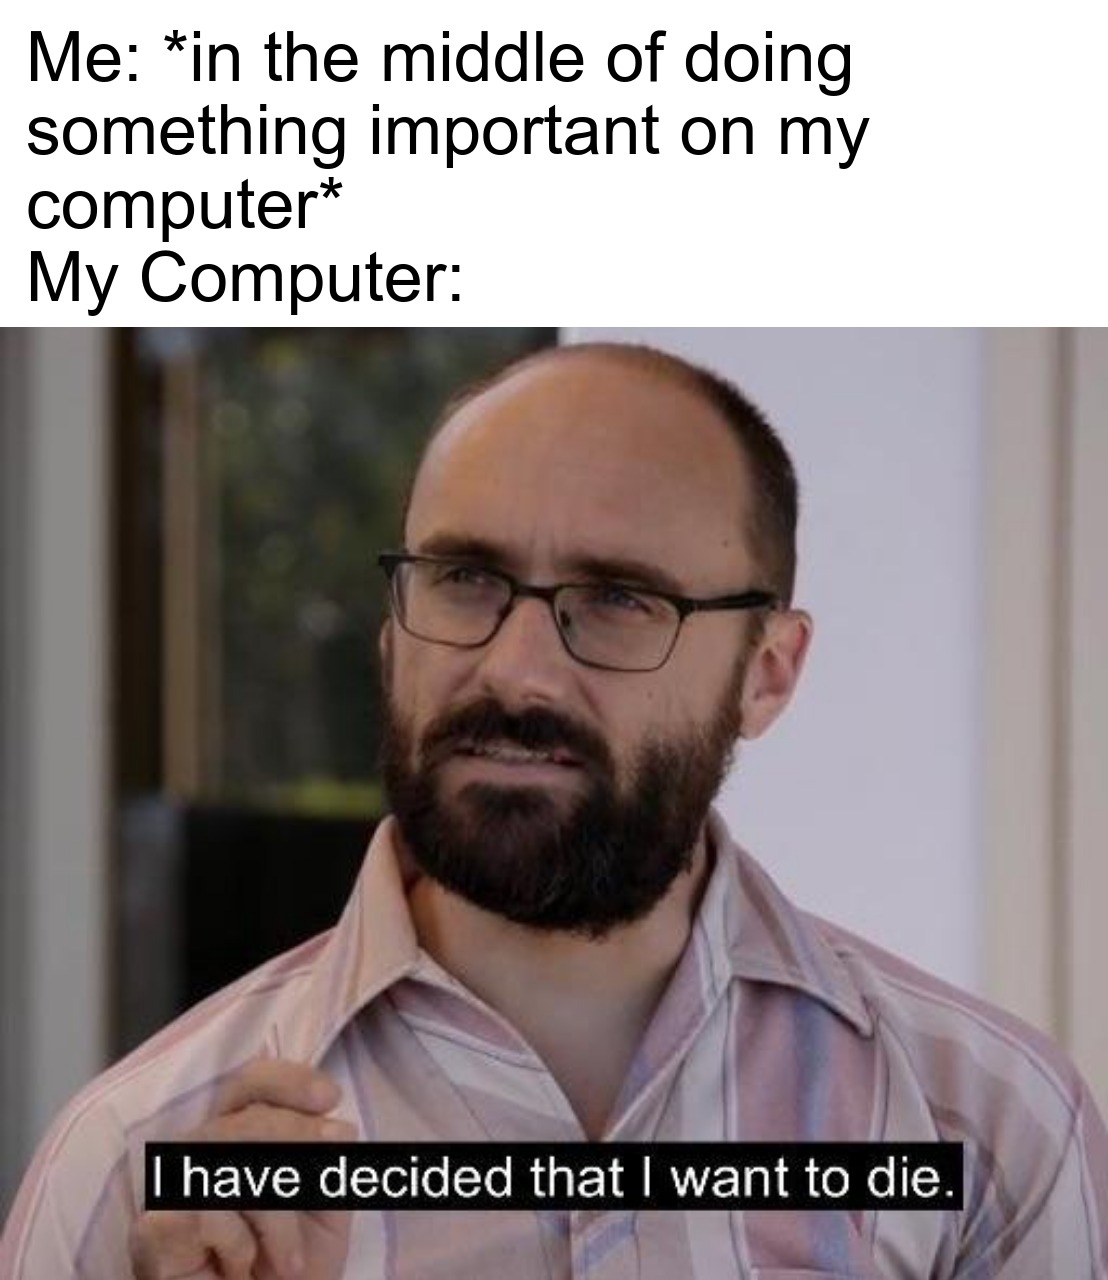 Me: *in the middle of doing
something important on my
computer*
My Computer:
I have decided that I want to die.